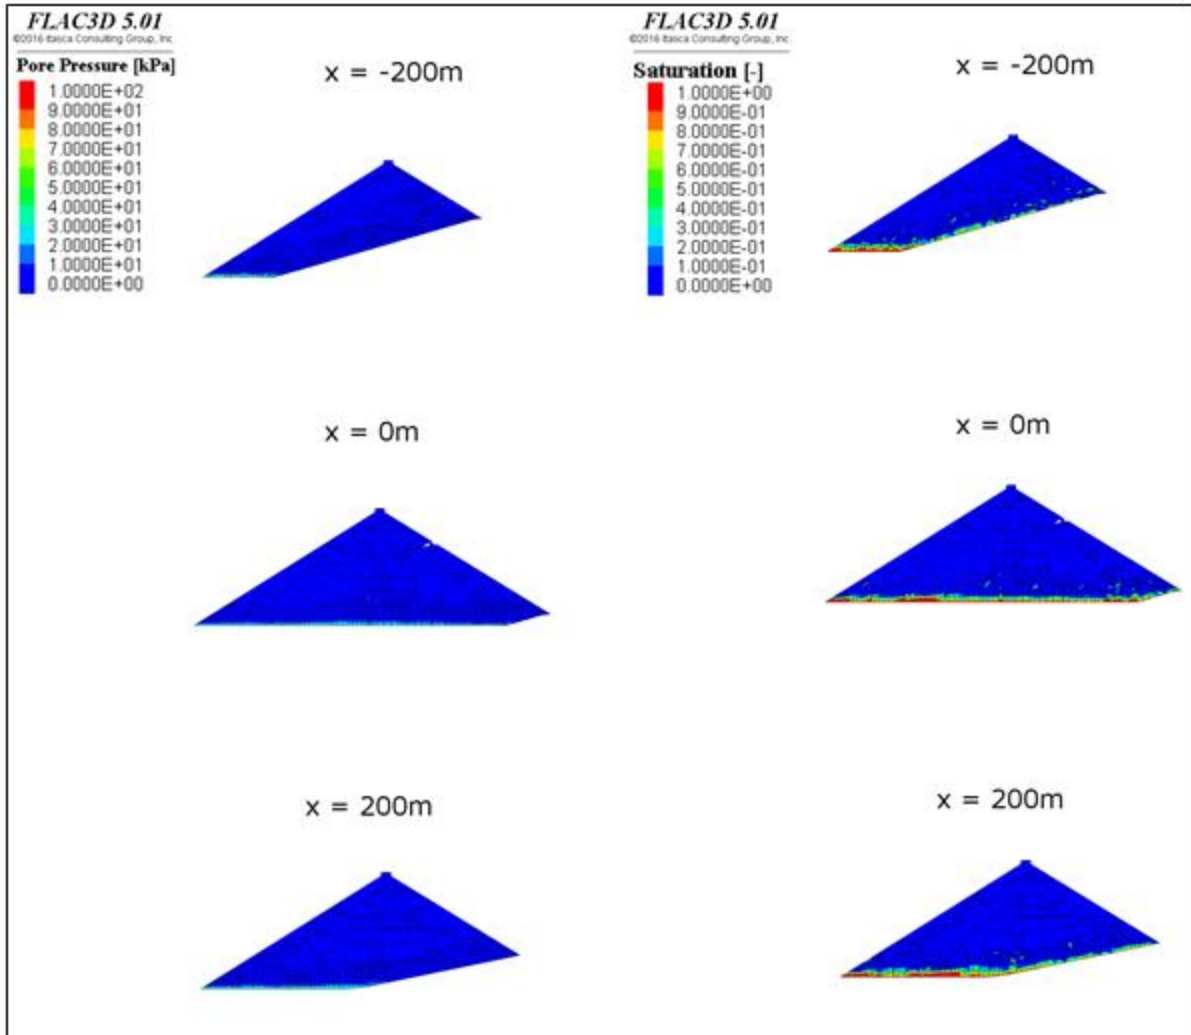 FLAC3D 5.01
©2016 Itasca Consulting Group, Inc.
Pore Pressure [kPa]
1.0000E+02
9.0000E+01
8.0000E+01
7.0000E+01
6.0000E+01
5.0000E+01
4.0000E+01
3.0000E+01
2.0000E+01
1.0000E+01
0.0000E+00
x = -200m
FLAC3D 5.01
©2016 Itasca Consulting Group, Inc.
Saturation [-]
1.0000E+00
9.0000E-01
8.0000E-01
7.0000E-01
6.0000E-01
5.0000E-01
4.0000E-01
3.0000E-01
2.0000E-01
1.0000E-01
0.0000E+00
x = -200m
x = 0m
x = 0m
x = 200m
x = 200m